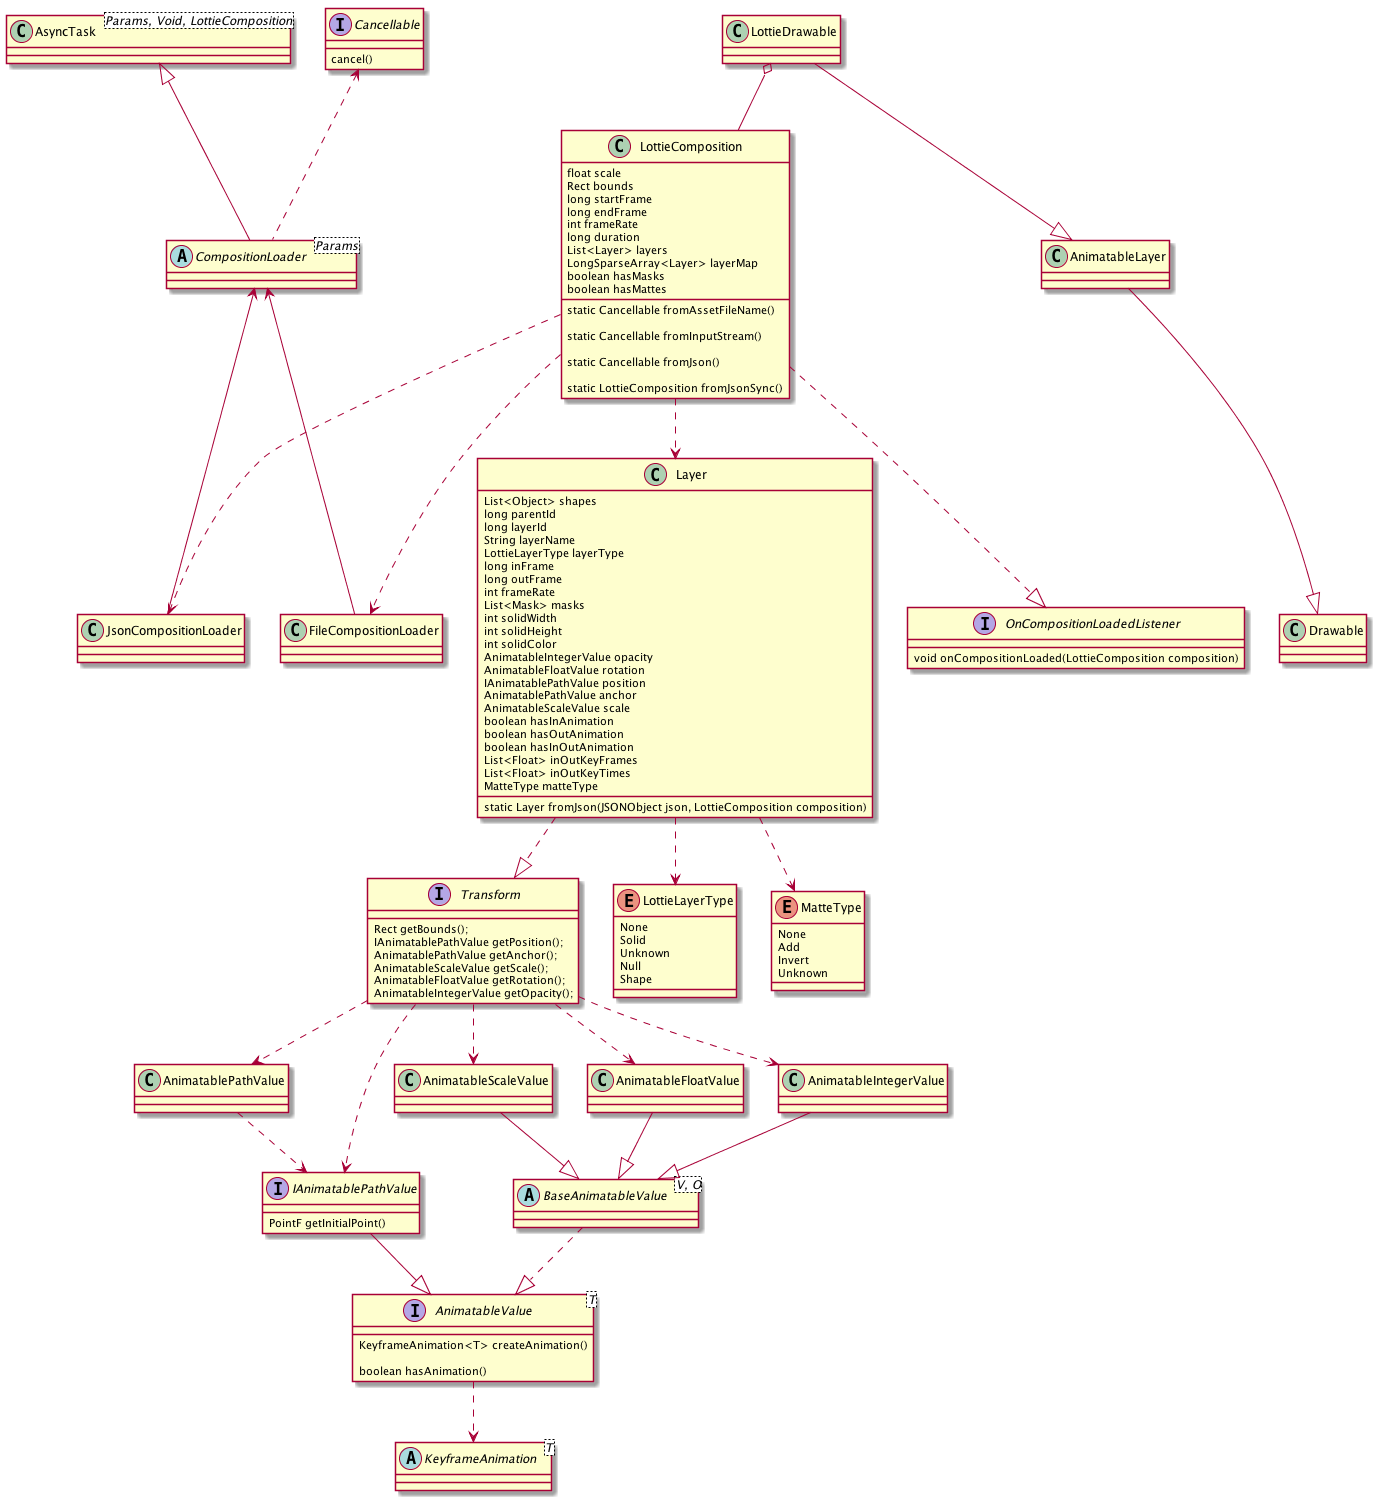 C AsyncTask
Params, Void, LottieComposition
I Cancellable
cancel()
C LottieDrawable
C LottieComposition
float scale
Rect bounds
long startFrame
long endFrame
int frameRate
long duration
List<Layer> layers
LongSparseArray<Layer> layerMap
boolean hasMasks
boolean hasMattes
static Cancellable fromAssetFileName()
static Cancellable fromInputStream()
static Cancellable fromJson()
static LottieComposition fromJsonSync()
A CompositionLoader
Params
C AnimatableLayer
C Layer
List<Object> shapes
long parentId
long layerId
String layerName
LottieLayerType layerType
long inFrame
long outFrame
int frameRate
List<Mask> masks
int solidWidth
int solidHeight
int solidColor
AnimatableIntegerValue opacity
AnimatableFloatValue rotation
IAnimatablePathValue position
AnimatablePathValue anchor
AnimatableScaleValue scale
boolean hasInAnimation
boolean hasOutAnimation
boolean hasInOutAnimation
List<Float> inOutKeyFrames
List<Float> inOutKeyTimes
MatteType matteType
static Layer fromJson(JSONObject json, LottieComposition composition)
C JsonCompositionLoader
C FileCompositionLoader
I OnCompositionLoadedListener
void onCompositionLoaded(LottieComposition composition)
C Drawable
I Transform
Rect getBounds();
IAnimatablePathValue getPosition();
AnimatablePathValue getAnchor();
AnimatableScaleValue getScale();
AnimatableFloatValue getRotation();
AnimatableIntegerValue getOpacity();
E LottieLayerType
None
Solid
Unknown
Null
Shape
E MatteType
None
Add
Invert
Unknown
C AnimatablePathValue
C AnimatableScaleValue
C AnimatableFloatValue
C AnimatableIntegerValue
I IAnimatablePathValue
PointF getInitialPoint()
A BaseAnimatableValue
V, O
I AnimatableValue
T
KeyframeAnimation<T> createAnimation()
boolean hasAnimation()
A KeyframeAnimation
T